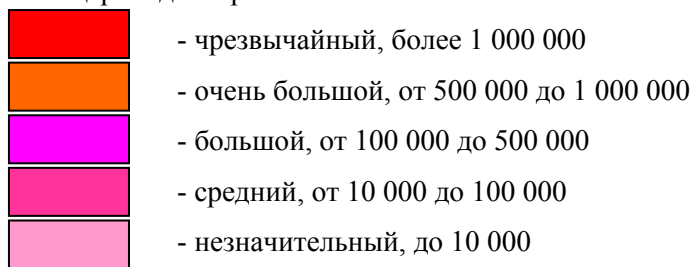 - чрезвычайный, более 1 000 000
- очень большой, от 500 000 до 1 000 000
- большой, от 100 000 до 500 000
- средний, от 10 000 до 100 000
- незначительный, до 10 000